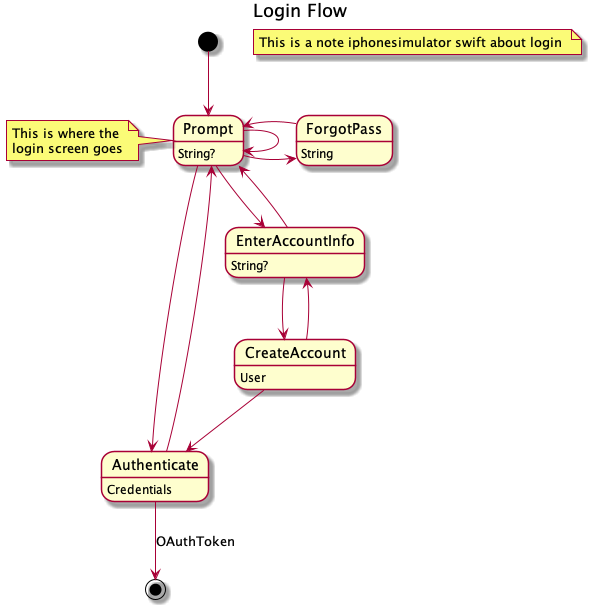 Login Flow
This is a note iphonesimulator swift about login
This is where the
login screen goes
Prompt
String?
ForgotPass
String
EnterAccountInfo
String?
CreateAccount
User
Authenticate
Credentials
OAuthToken